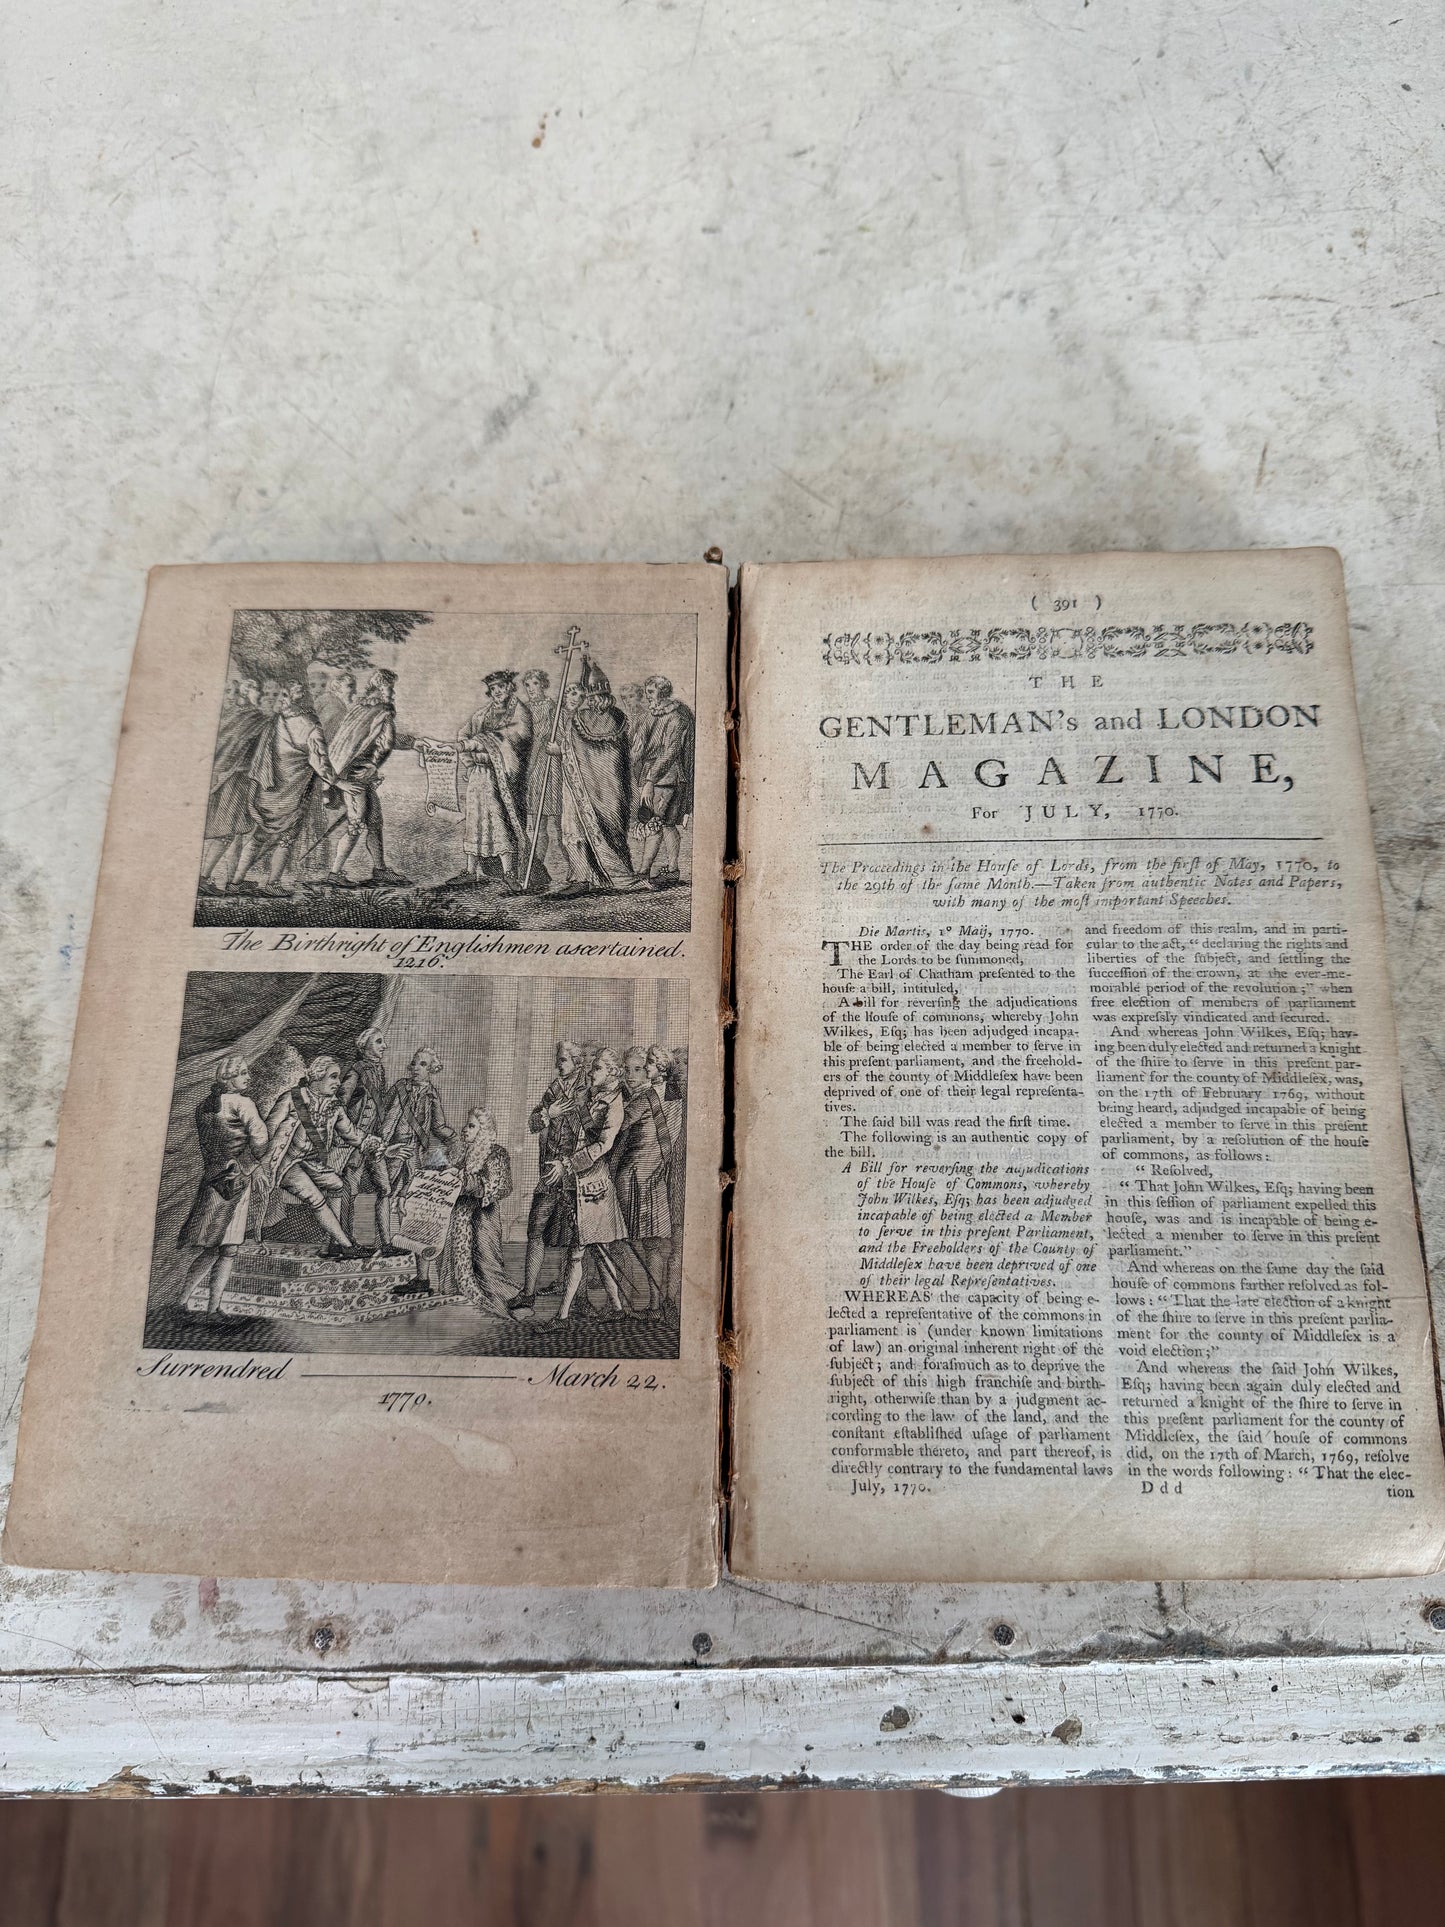 Magna
Charta
The Birthright of Englishmen ascertained.
1216.
The humble
Addreſs
of Lords & Com
Surrendred March 22.
1770.
( 391 )
THE
GENTLEMAN's and LONDON
MAGAZINE,
For JULY, 1770.
The Proceedings in the Houſe of Lords, from the firſt of May, 1770, to
the 29th of the ſame Month.—Taken from authentic Notes and Papers,
with many of the moſt important Speeches.
Die Martis, 1º Maij, 1770.
THE order of the day being read for
the Lords to be ſummoned,
The Earl of Chatham preſented to the
houſe a bill, intituled,
A bill for reverſing the adjudications
of the houſe of commons, whereby John
Wilkes, Eſq; has been adjudged incapa-
ble of being elected a member to ſerve in
this preſent parliament, and the freehold-
ers of the county of Middleſex have been
deprived of one of their legal repreſenta-
tives.
The ſaid bill was read the firſt time.
The following is an authentic copy of
the bill.
A Bill for reverſing the adjudications
of the Houſe of Commons, whereby
John Wilkes, Eſq; has been adjudged
incapable of being elected a Member
to ſerve in this preſent Parliament,
and the Freeholders of the County of
Middleſex have been deprived of one
of their legal Repreſentatives.
WHEREAS the capacity of being e-
lected a repreſentative of the commons in
parliament is (under known limitations
of law) an original inherent right of the
ſubject; and foraſmuch as to deprive the
ſubject of this high franchiſe and birth-
right, otherwiſe than by a judgment ac-
cording to the law of the land, and the
conſtant eſtabliſhed uſage of parliament
conformable thereto, and part thereof, is
directly contrary to the fundamental laws
July, 1770.
and freedom of this realm, and in parti-
cular to the act, “ declaring the rights and
liberties of the ſubject, and ſettling the
ſucceſſion of the crown, at the ever-me-
morable period of the revolution;” when
free election of members of parliament
was expreſsly vindicated and ſecured.
And whereas John Wilkes, Eſq; hav-
ing been duly elected and returned a knight
of the ſhire to ſerve in this preſent par-
liament for the county of Middleſex, was,
on the 17th of February 1769, without
being heard, adjudged incapable of being
elected a member to ſerve in this preſent
parliament, by a reſolution of the houſe
of commons, as follows:
“ Reſolved,
“ That John Wilkes, Eſq; having been
in this ſeſſion of parliament expelled this
houſe, was and is incapable of being e-
lected a member to ſerve in this preſent
parliament.”
And whereas on the ſame day the ſaid
houſe of commons farther reſolved as fol-
lows: “ That the late election of a knight
of the ſhire to ſerve in this preſent parlia-
ment for the county of Middleſex is a
void election;”
And whereas the ſaid John Wilkes,
Eſq; having been again duly elected and
returned a knight of the ſhire to ſerve in
this preſent parliament for the county of
Middleſex, the ſaid houſe of commons
did, on the 17th of March, 1769, reſolve
in the words following: “ That the elec-
D d d
tion